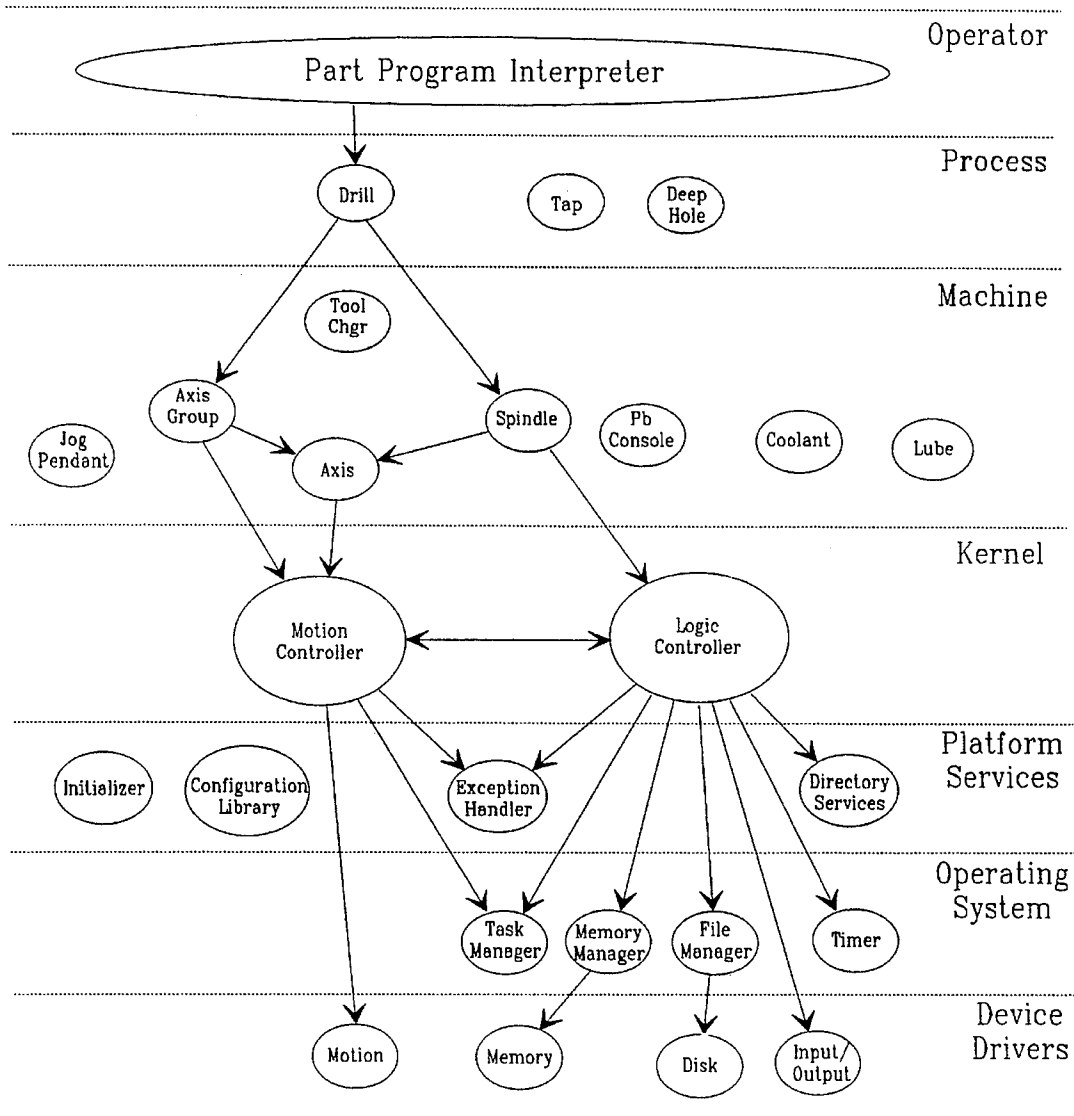 Operator
Part Program Interpreter
Process
Drill
Tap
Deep
Hole
Machine
Tool
Chgr
Axis
Group
Spindle
Pb
Console
Jog
Pendant
Axis
Coolant
Lube
Kernel
Motion
Controller
Logic
Controller
Platform
Services
Initializer
Configuration
Library
Exception
Handler
Directory
Services
Operating
System
Task
Manager
Memory
Manager
File
Manager
Timer
Device
Drivers
Motion
Memory
Disk
Input/
Output